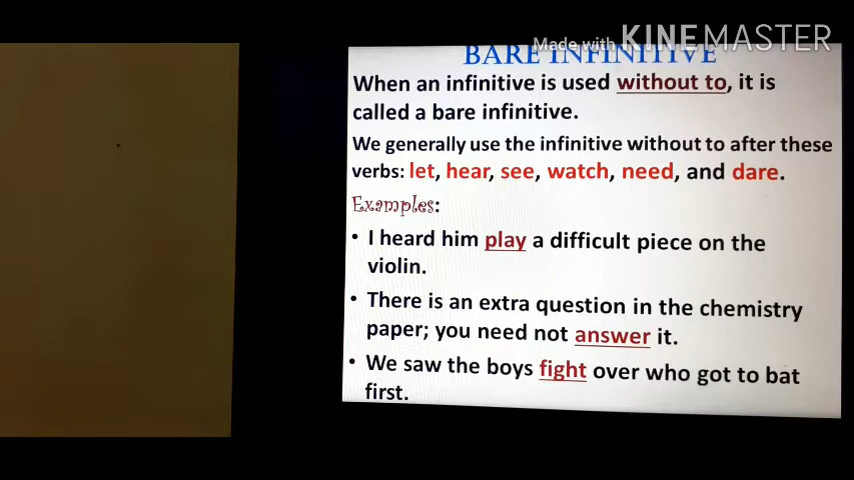 Made with KINEMASTER
BARE INFINITIVE
When an infinitive is used without to, it is
called a bare infinitive.
We generally use the infinitive without to after these
verbs: let, hear, see, watch, need, and dare.
Examples:
• I heard him play a difficult piece on the
violin.
• There is an extra question in the chemistry
paper; you need not answer it.
• We saw the boys fight over who got to bat
first.